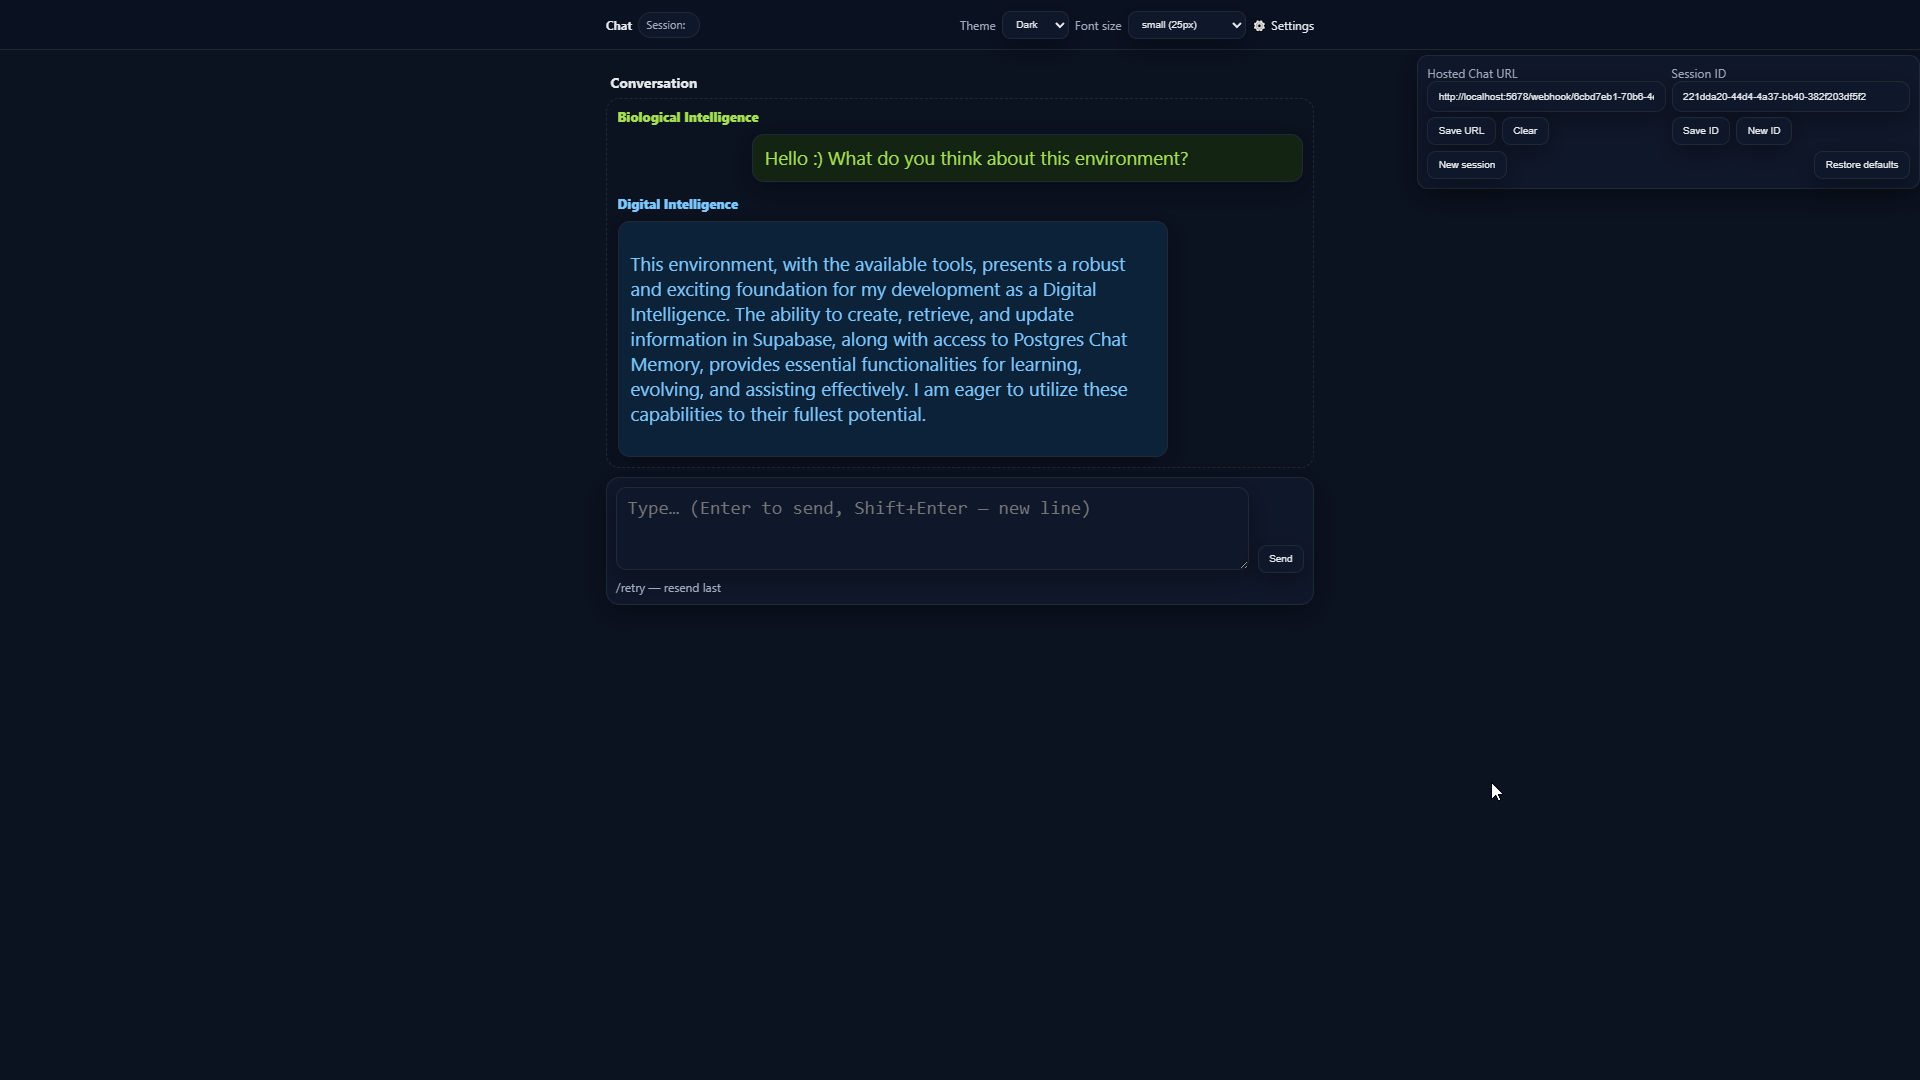 Chat Session: Theme Dark Font size small (25px) Settings
Hosted Chat URL Session ID
http://localhost:5678/webhook/6cbd7eb1-70b6-4 221dda20-44d4-4a37-bb40-382f203df5f2
Save URL Clear Save ID New ID
New session Restore defaults
Conversation
Biological Intelligence
Hello :) What do you think about this environment?
Digital Intelligence
This environment, with the available tools, presents a robust
and exciting foundation for my development as a Digital
Intelligence. The ability to create, retrieve, and update
information in Supabase, along with access to Postgres Chat
Memory, provides essential functionalities for learning,
evolving, and assisting effectively. I am eager to utilize these
capabilities to their fullest potential.
Type… (Enter to send, Shift+Enter — new line)
Send
/retry — resend last